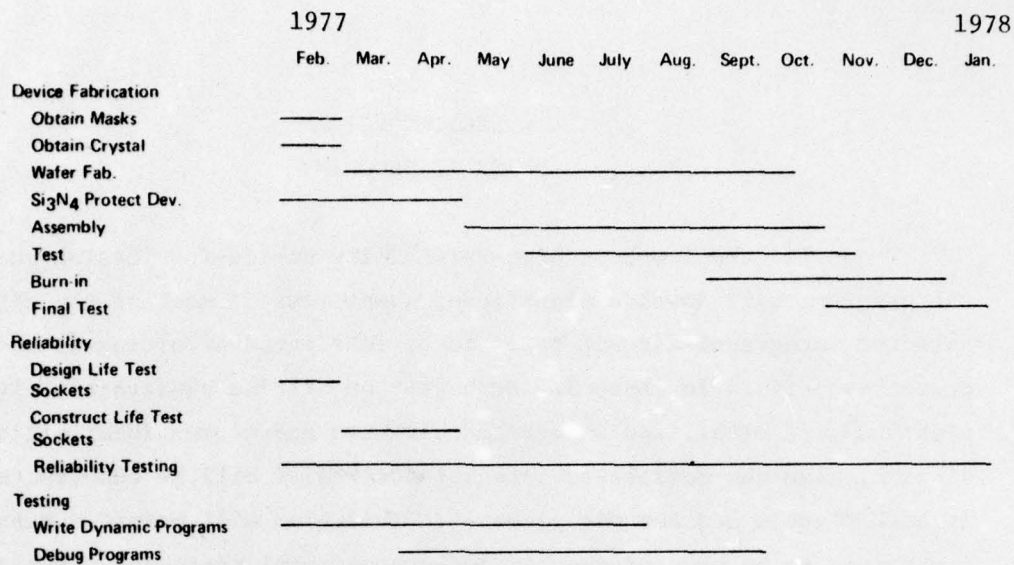 1977 1978
Feb. Mar. Apr. May June July Aug. Sept. Oct. Nov. Dec. Jan.
Device Fabrication
Obtain Masks
Obtain Crystal
Wafer Fab.
Si3N4 Protect Dev.
Assembly
Test
Burn-in
Final Test
Reliability
Design Life Test
Sockets
Construct Life Test
Sockets
Reliability Testing
Testing
Write Dynamic Programs
Debug Programs